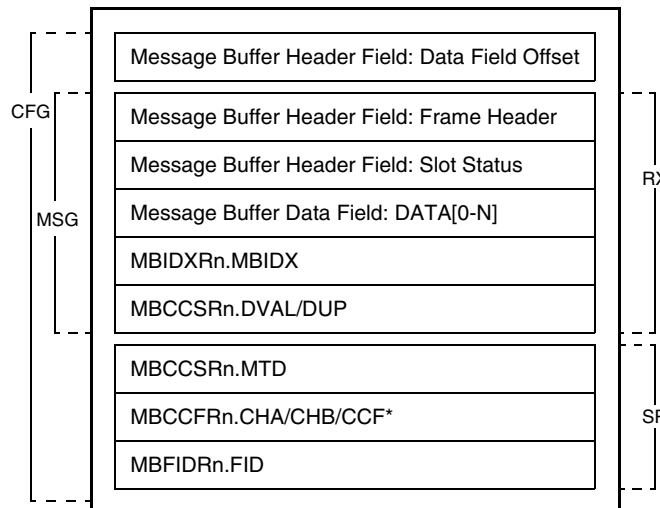 Message Buffer Header Field: Data Field Offset
CFG
Message Buffer Header Field: Frame Header
Message Buffer Header Field: Slot Status
RX
MSG
Message Buffer Data Field: DATA[0-N]
MBIDXRn.MBIDX
MBCCSRn.DVAL/DUP
MBCCSRn.MTD
MBCCFRn.CHA/CHB/CCF*
MBFIDRn.FID